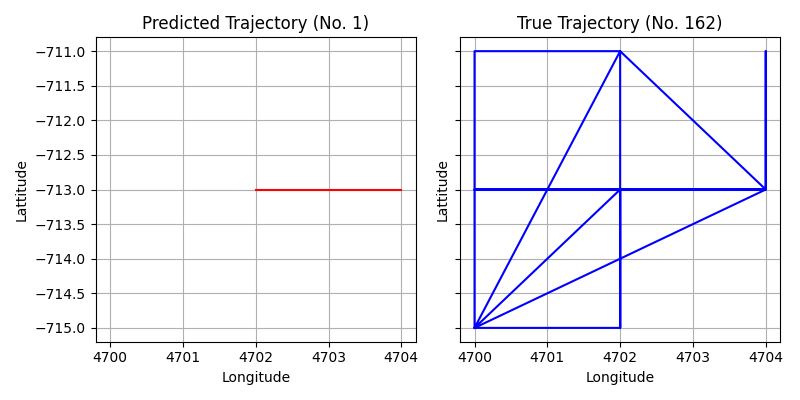 Predicted Trajectory (No. 1)
True Trajectory (No. 162)
−711.0
−711.5
−712.0
−712.5
−713.0
−713.5
−714.0
−714.5
−715.0
Lattitude
Lattitude
4700 4701 4702 4703 4704
4700 4701 4702 4703 4704
Longitude
Longitude